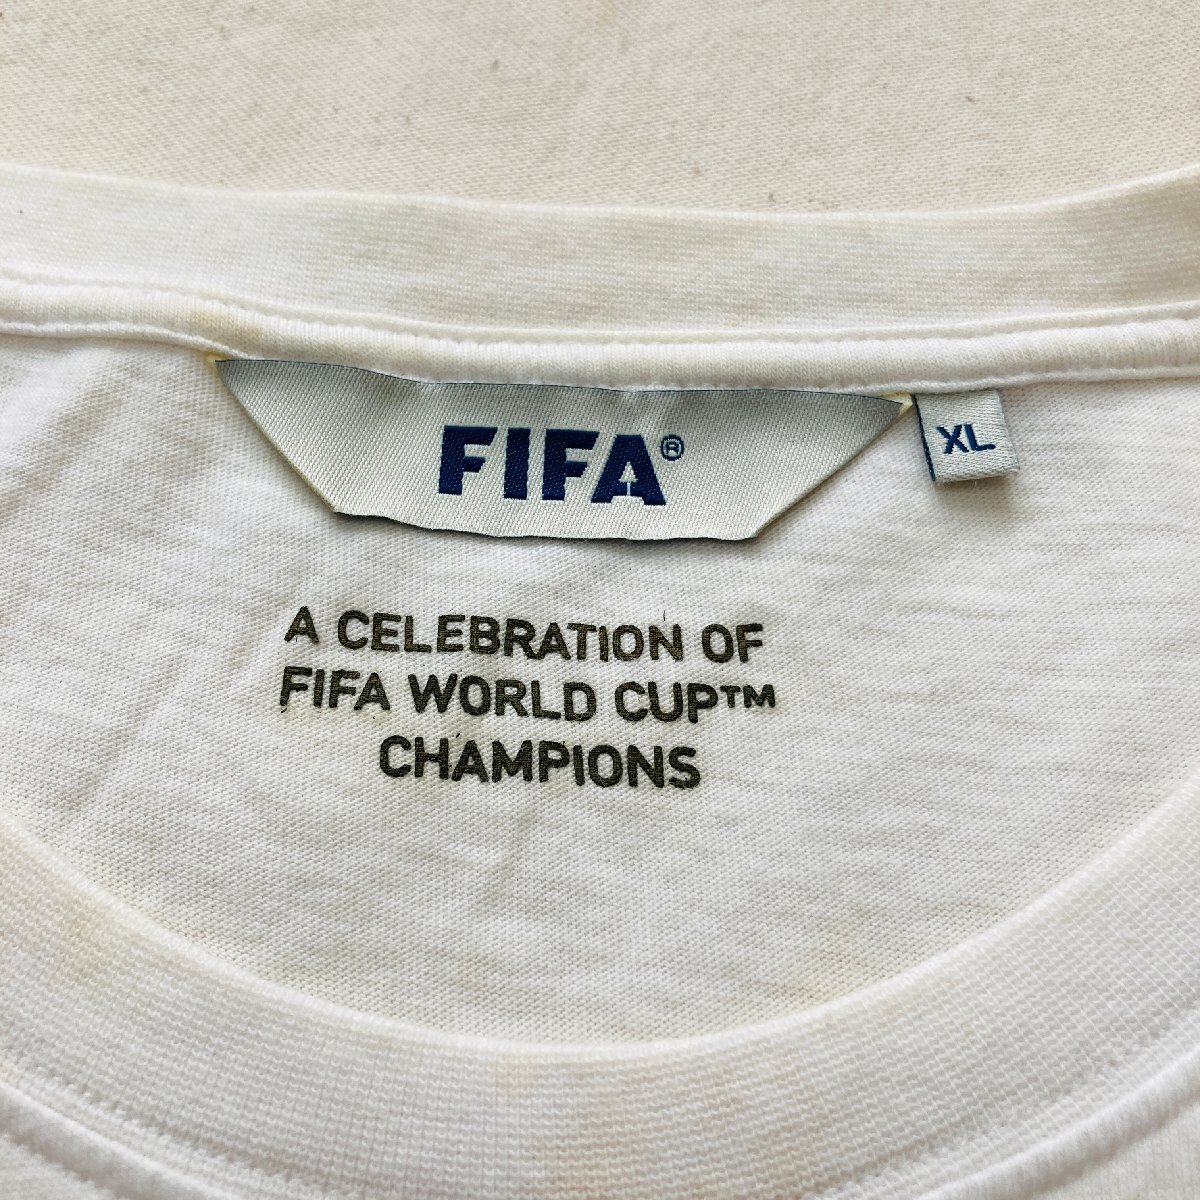 FIFA®
XL
A CELEBRATION OF
FIFA WORLD CUP™
CHAMPIONS